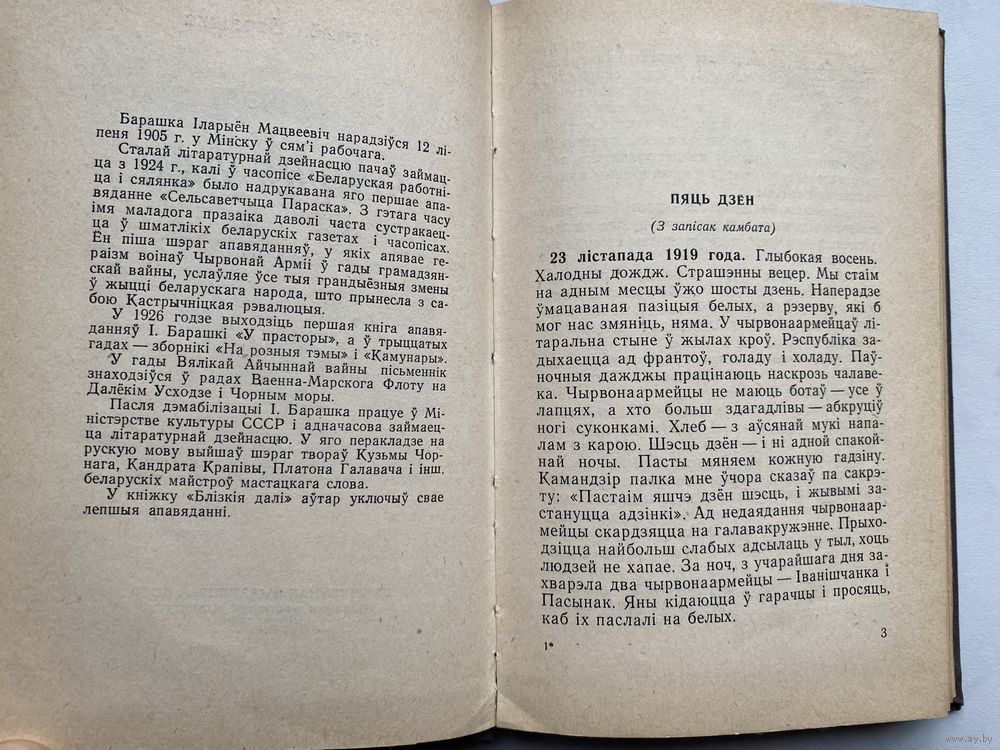 Барашка Іларыён Мацвеевіч нарадзіўся 12 лі-
пеня 1905 г. у Мінску ў сям'і рабочага.
Сталай літаратурнай дзейнасцю пачаў займац-
ца з 1924 г., калі ў часопісе «Беларуская работні-
ца і сялянка» было надрукавана яго першае апа-
вяданне «Сельсаветчыца Параска». З гэтага часу
імя маладога празаіка даволі часта сустракаец-
ца ў шматлікіх беларускіх газетах і часопісах.
Ён піша шэраг апавяданняў, у якіх апявае ге-
раізм воінаў Чырвонай Арміі ў гады грамадзян-
скай вайны, услаўляе ўсе тыя грандыёзныя змены
ў жыцці беларускага народа, што прынесла з са-
бою Кастрычніцкая рэвалюцыя.
У 1926 годзе выходзіць першая кніга апавя-
данняў І. Барашкі «У прасторы», а ў трыццатых
гадах — зборнікі «На розныя тэмы» і «Камунары».
У гады Вялікай Айчыннай вайны пісьменнік
знаходзіўся ў радах Ваенна-Марскога Флоту на
Далёкім Усходзе і Чорным моры.
Пасля дэмабілізацыі І. Барашка працуе ў Мі-
ністэрстве культуры СССР і адначасова займаец-
ца літаратурнай дзейнасцю. У яго перакладзе на
рускую мову выйшаў шэраг твораў Кузьмы Чор-
нага, Кандрата Крапівы, Платона Галавача і інш.
беларускіх майстроў мастацкага слова.
У кніжку «Блізкія далі» аўтар уключыў свае
лепшыя апавяданні.
ПЯЦЬ ДЗЁН
(З запісак камбата)
23 лістапада 1919 года. Глыбокая восень.
Халодны дождж. Страшэнны вецер. Мы стаім
на адным месцы ўжо шосты дзень. Наперадзе
ўмацаваная пазіцыя белых, а рэзерву, які б
мог нас змяніць, няма. У чырвонаармейцаў лі-
таральна стыне ў жылах кроў. Рэспубліка за-
дыхаецца ад франтоў, голаду і холаду. Паў-
ночныя дажджы працінаюць наскрозь чалаве-
ка. Чырвонаармейцы не маюць ботаў — усе ў
лапцях, а хто больш здагадлівы — абкруціў
ногі суконкамі. Хлеб — з аўсянай мукі напа-
лам з карою. Шэсць дзён — і ні адной спакой-
най ночы. Пасты мяняем кожную гадзіну.
Камандзір палка мне ўчора сказаў па сакрэ-
ту: «Пастаім яшчэ дзён шэсць, і жывымі за-
стануцца адзінкі». Ад недаядання чырвонаар-
мейцы скардзяцца на галавакружэнне. Прыхо-
дзіцца найбольш слабых адсылаць у тыл, хоць
людзей не хапае. За ноч, з учарайшага дня за-
хварэла два чырвонаармейцы — Іванішчанка і
Пасынак. Яны кідаюцца ў гарачцы і просяць,
каб іх паслалі на белых.
1*
3
www.ay.by